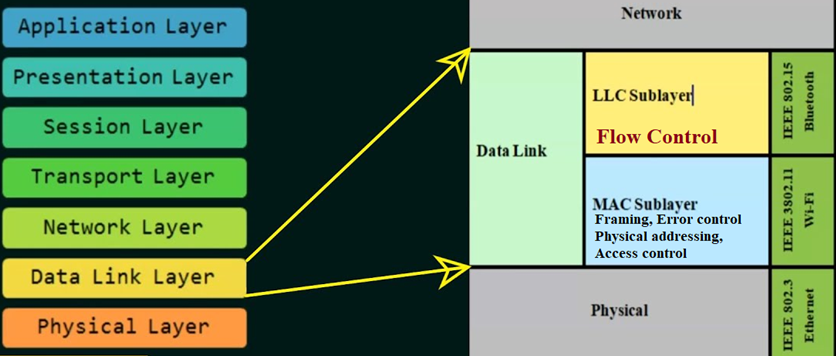 Application Layer
Presentation Layer
Session Layer
Transport Layer
Network Layer
Data Link Layer
Physical Layer
Network
Data Link
LLC Sublayer
Flow Control
MAC Sublayer
Framing, Error control
Physical addressing,
Access control
Physical
IEEE 802.15
Bluetooth
IEEE 3802.11
Wi-Fi
IEEE 802.3
Ethernet